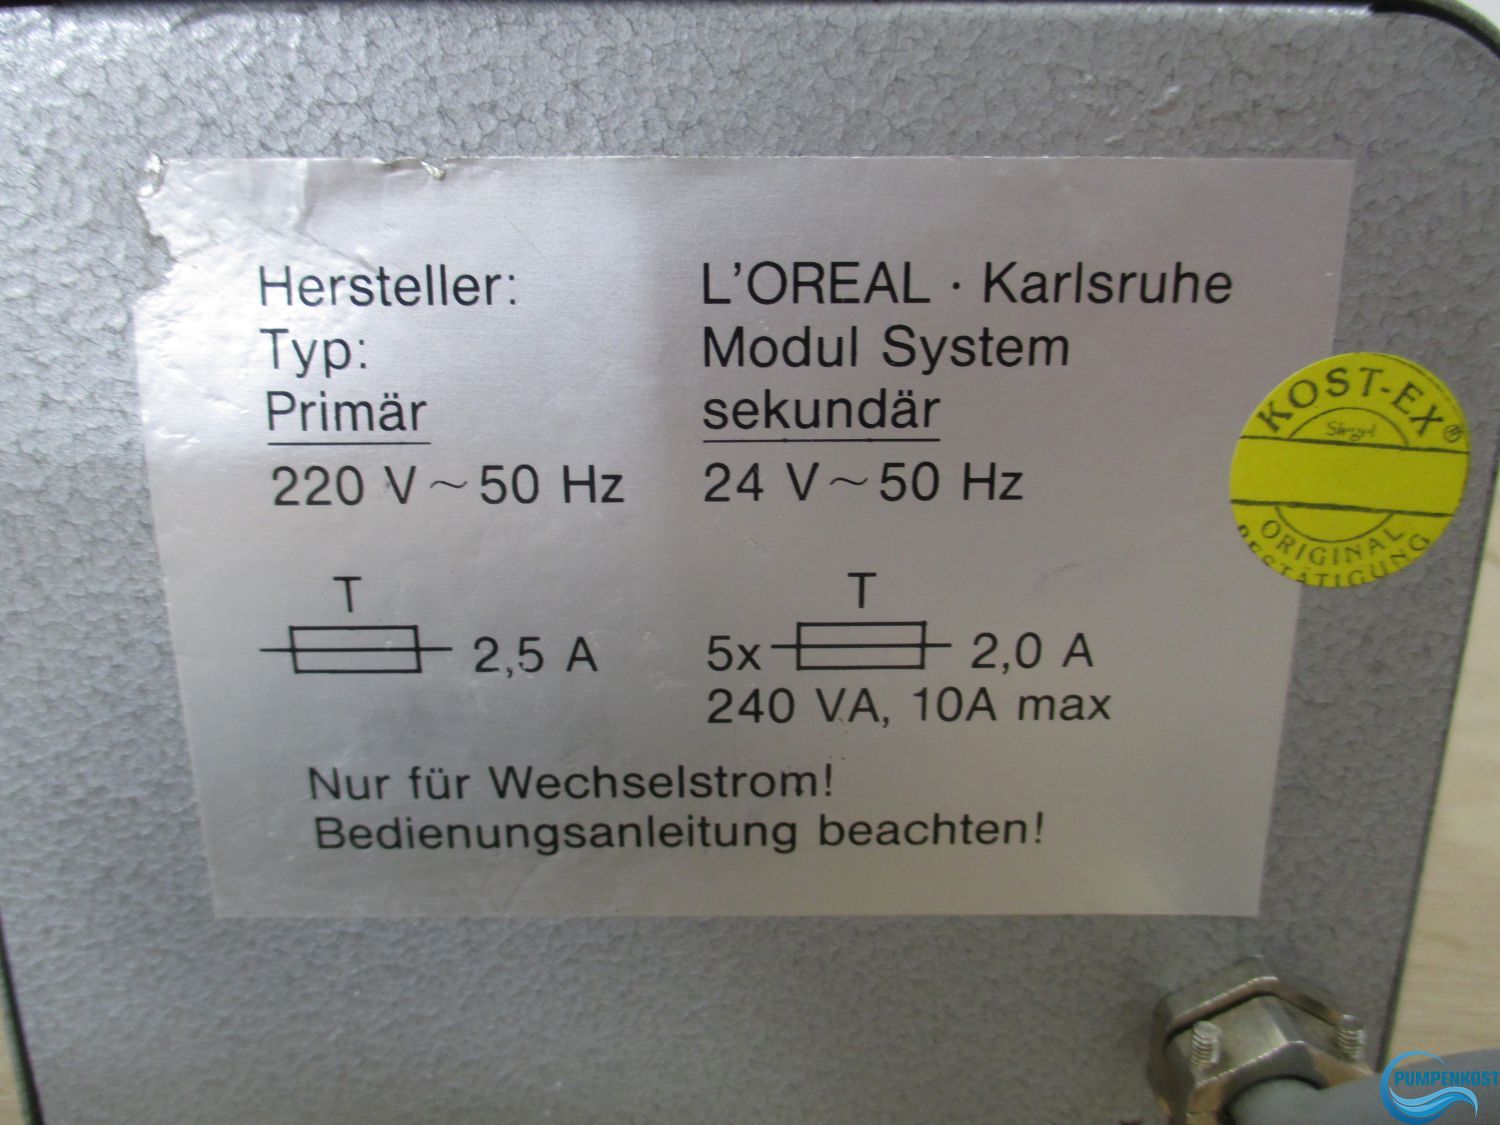 Hersteller: L'OREAL · Karlsruhe
Typ: Modul System
Primär sekundär
220 V ~ 50 Hz 24 V ~ 50 Hz
T T
2,5 A 5x 2,0 A
240 VA, 10A max
Nur für Wechselstrom!
Bedienungsanleitung beachten!
KOST-EX®
ORIGINAL
BESTÄTIGUNG
PUMPENKOST